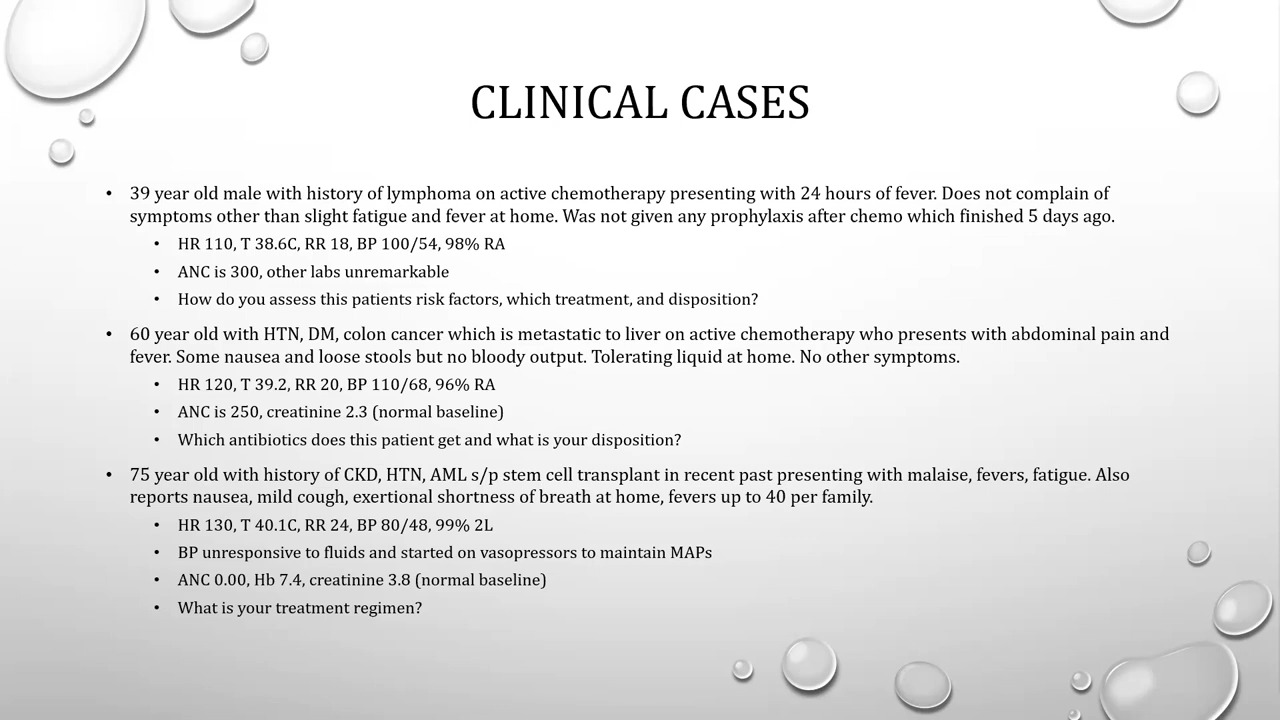 CLINICAL CASES
• 39 year old male with history of lymphoma on active chemotherapy presenting with 24 hours of fever. Does not complain of
symptoms other than slight fatigue and fever at home. Was not given any prophylaxis after chemo which finished 5 days ago.
• HR 110, T 38.6C, RR 18, BP 100/54, 98% RA
• ANC is 300, other labs unremarkable
• How do you assess this patients risk factors, which treatment, and disposition?
• 60 year old with HTN, DM, colon cancer which is metastatic to liver on active chemotherapy who presents with abdominal pain and
fever. Some nausea and loose stools but no bloody output. Tolerating liquid at home. No other symptoms.
• HR 120, T 39.2, RR 20, BP 110/68, 96% RA
• ANC is 250, creatinine 2.3 (normal baseline)
• Which antibiotics does this patient get and what is your disposition?
• 75 year old with history of CKD, HTN, AML s/p stem cell transplant in recent past presenting with malaise, fevers, fatigue. Also
reports nausea, mild cough, exertional shortness of breath at home, fevers up to 40 per family.
• HR 130, T 40.1C, RR 24, BP 80/48, 99% 2L
• BP unresponsive to fluids and started on vasopressors to maintain MAPs
• ANC 0.00, Hb 7.4, creatinine 3.8 (normal baseline)
• What is your treatment regimen?